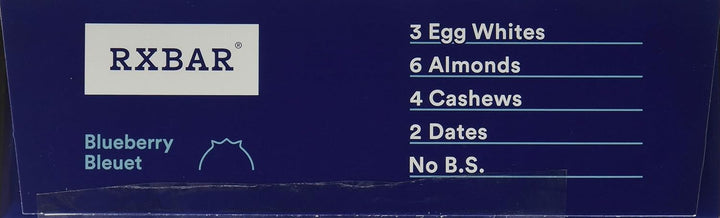 RXBAR®
Blueberry
Bleuet
3 Egg Whites
6 Almonds
4 Cashews
2 Dates
No B.S.